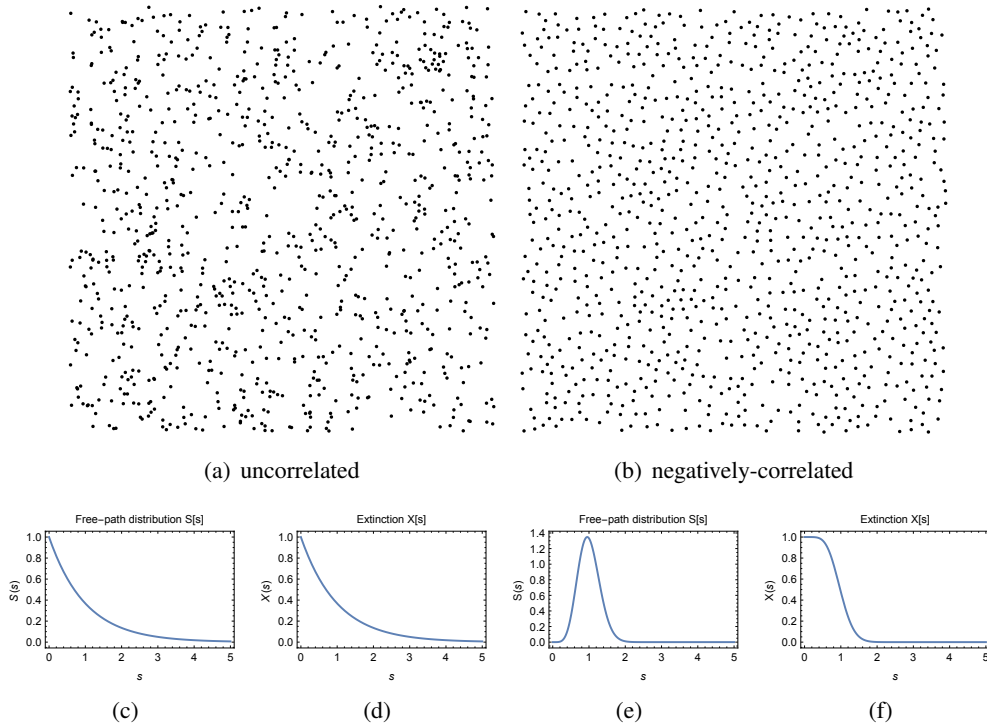 (a) uncorrelated
(b) negatively-correlated
Free-path distribution S[s]
1.0
0.8
0.6
0.4
0.2
0.0
S(s)
0 1 2 3 4 5
s
(c)
Extinction X[s]
1.0
0.8
0.6
0.4
0.2
0.0
X(s)
0 1 2 3 4 5
s
(d)
Free-path distribution S[s]
1.4
1.2
1.0
0.8
0.6
0.4
0.2
0.0
S(s)
0 1 2 3 4 5
s
(e)
Extinction X[s]
1.0
0.8
0.6
0.4
0.2
0.0
X(s)
0 1 2 3 4 5
s
(f)